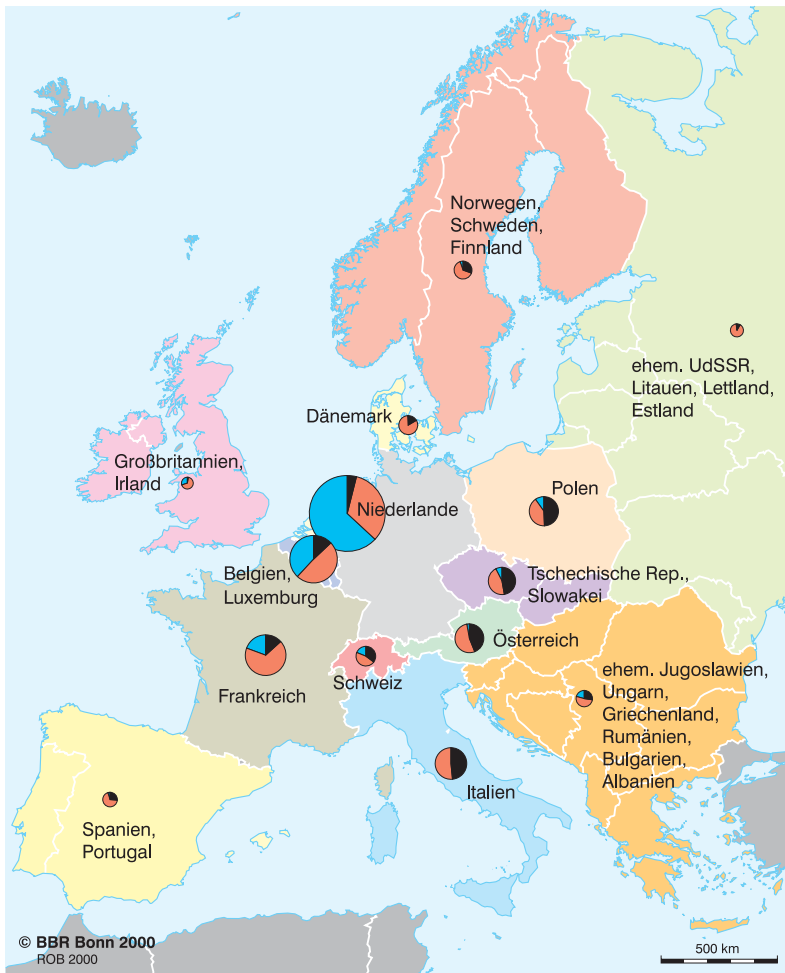 Norwegen,
Schweden,
Finnland
ehem. UdSSR,
Litauen, Lettland,
Estland
Dänemark
Großbritannien,
Irland
Niederlande
Polen
Belgien,
Luxemburg
Tschechische Rep.,
Slowakei
Österreich
Frankreich
Schweiz
ehem. Jugoslawien,
Ungarn,
Griechenland,
Rumänien,
Bulgarien,
Albanien
Italien
Spanien,
Portugal
© BBR Bonn 2000
ROB 2000
500 km